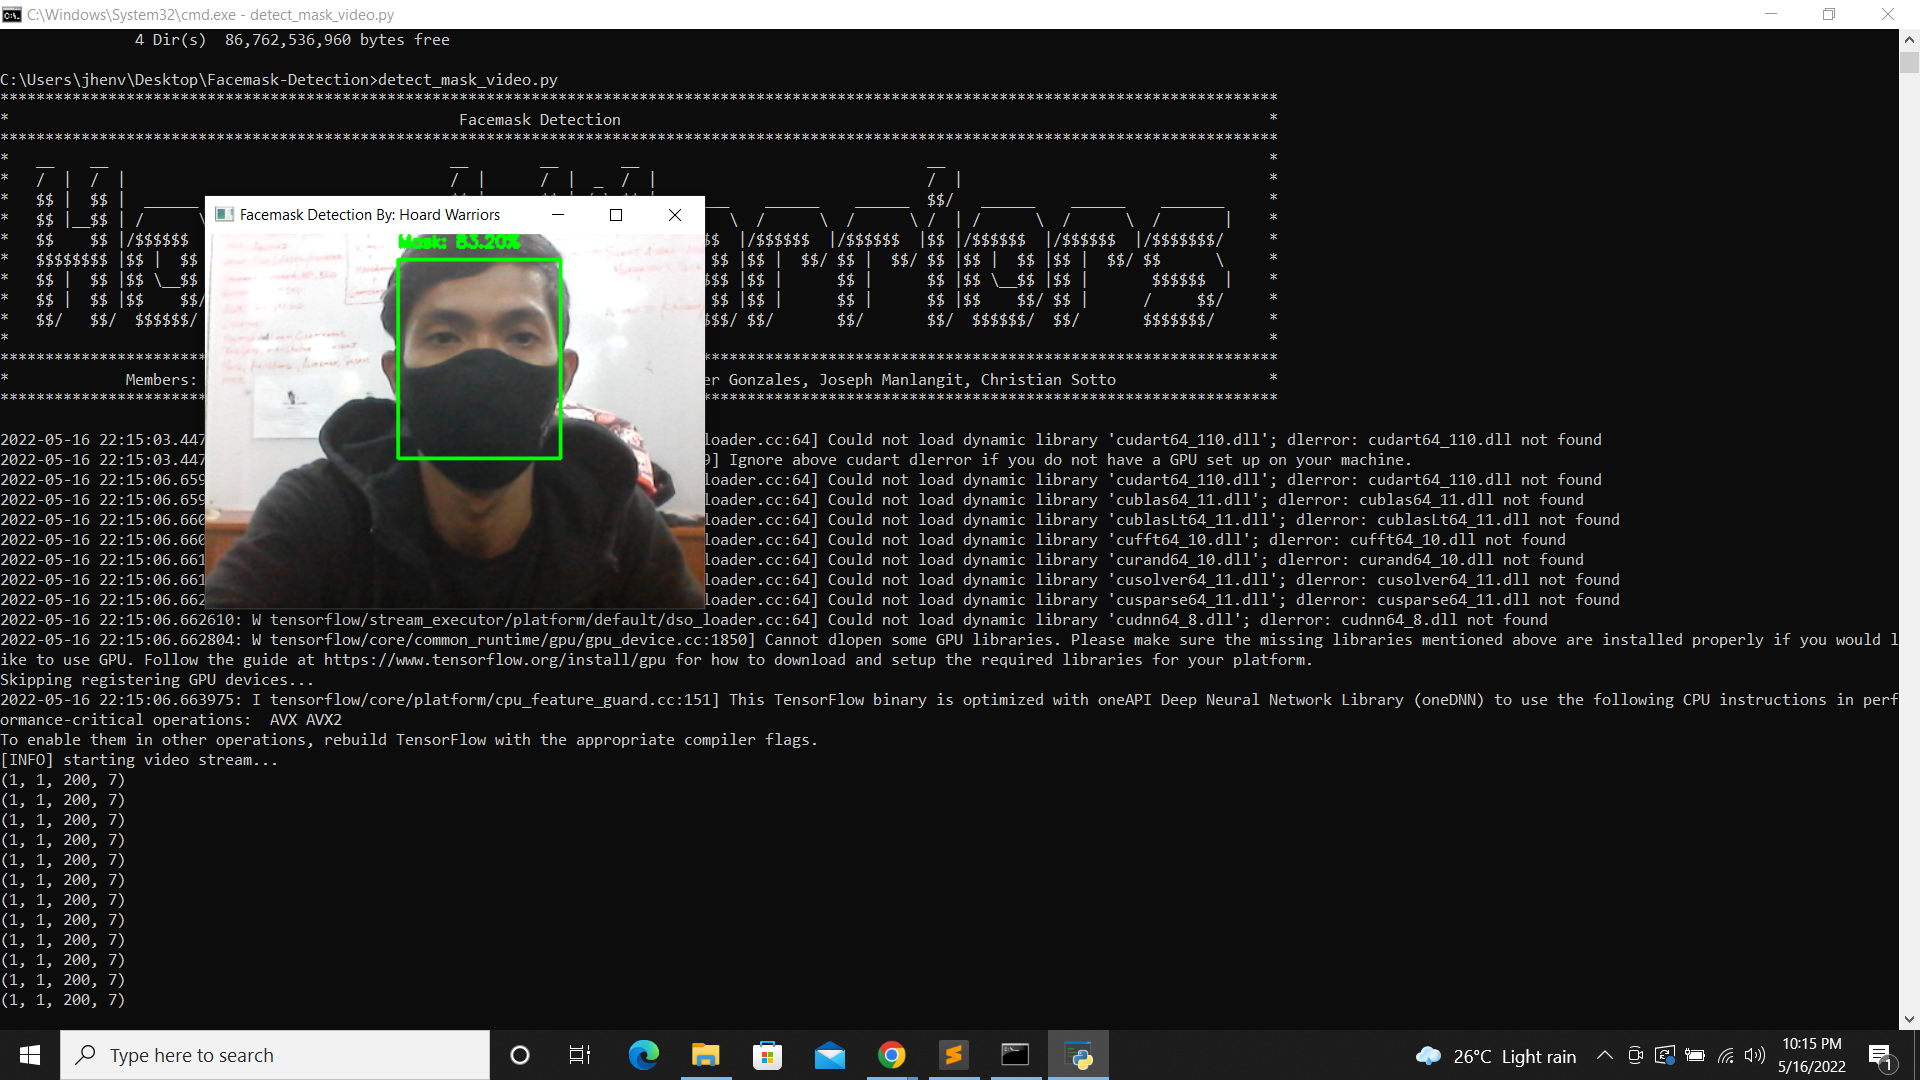 C:\Windows\System32\cmd.exe - detect_mask_video.py
4 Dir(s)  86,762,536,960 bytes free
C:\Users\jhenv\Desktop\Facemask-Detection>detect_mask_video.py
Facemask Detection
Facemask Detection By: Hoard Warriors
Mask: 83.20%
Members: er Gonzales, Joseph Manlangit, Christian Sotto
2022-05-16 22:15:03.447 loader.cc:64] Could not load dynamic library 'cudart64_110.dll'; dlerror: cudart64_110.dll not found
2022-05-16 22:15:03.447 9] Ignore above cudart dlerror if you do not have a GPU set up on your machine.
2022-05-16 22:15:06.659 loader.cc:64] Could not load dynamic library 'cudart64_110.dll'; dlerror: cudart64_110.dll not found
2022-05-16 22:15:06.659 loader.cc:64] Could not load dynamic library 'cublas64_11.dll'; dlerror: cublas64_11.dll not found
2022-05-16 22:15:06.660 loader.cc:64] Could not load dynamic library 'cublasLt64_11.dll'; dlerror: cublasLt64_11.dll not found
2022-05-16 22:15:06.660 loader.cc:64] Could not load dynamic library 'cufft64_10.dll'; dlerror: cufft64_10.dll not found
2022-05-16 22:15:06.661 loader.cc:64] Could not load dynamic library 'curand64_10.dll'; dlerror: curand64_10.dll not found
2022-05-16 22:15:06.661 loader.cc:64] Could not load dynamic library 'cusolver64_11.dll'; dlerror: cusolver64_11.dll not found
2022-05-16 22:15:06.662 loader.cc:64] Could not load dynamic library 'cusparse64_11.dll'; dlerror: cusparse64_11.dll not found
2022-05-16 22:15:06.662610: W tensorflow/stream_executor/platform/default/dso_loader.cc:64] Could not load dynamic library 'cudnn64_8.dll'; dlerror: cudnn64_8.dll not found
2022-05-16 22:15:06.662804: W tensorflow/core/common_runtime/gpu/gpu_device.cc:1850] Cannot dlopen some GPU libraries. Please make sure the missing libraries mentioned above are installed properly if you would l
ike to use GPU. Follow the guide at https://www.tensorflow.org/install/gpu for how to download and setup the required libraries for your platform.
Skipping registering GPU devices...
2022-05-16 22:15:06.663975: I tensorflow/core/platform/cpu_feature_guard.cc:151] This TensorFlow binary is optimized with oneAPI Deep Neural Network Library (oneDNN) to use the following CPU instructions in perf
ormance-critical operations:  AVX AVX2
To enable them in other operations, rebuild TensorFlow with the appropriate compiler flags.
[INFO] starting video stream...
(1, 1, 200, 7)
(1, 1, 200, 7)
(1, 1, 200, 7)
(1, 1, 200, 7)
(1, 1, 200, 7)
(1, 1, 200, 7)
(1, 1, 200, 7)
(1, 1, 200, 7)
(1, 1, 200, 7)
(1, 1, 200, 7)
(1, 1, 200, 7)
(1, 1, 200, 7)
Type here to search
26°C Light rain
10:15 PM
5/16/2022
1